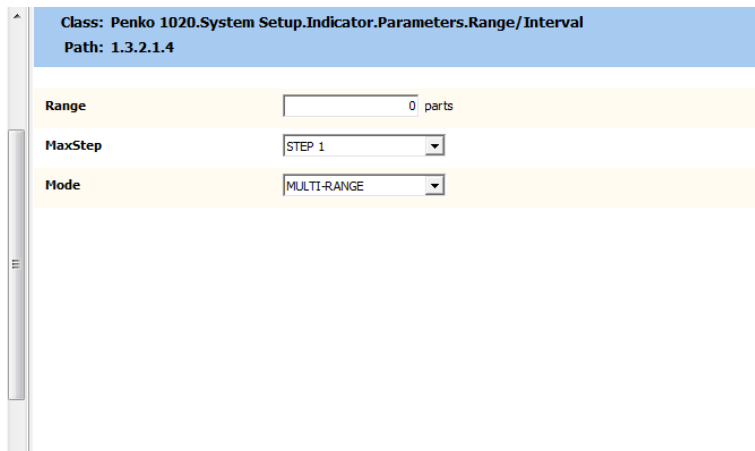 Class: Penko 1020.System Setup.Indicator.Parameters.Range/Interval
Path: 1.3.2.1.4
Range 0 parts
MaxStep STEP 1
Mode MULTI-RANGE